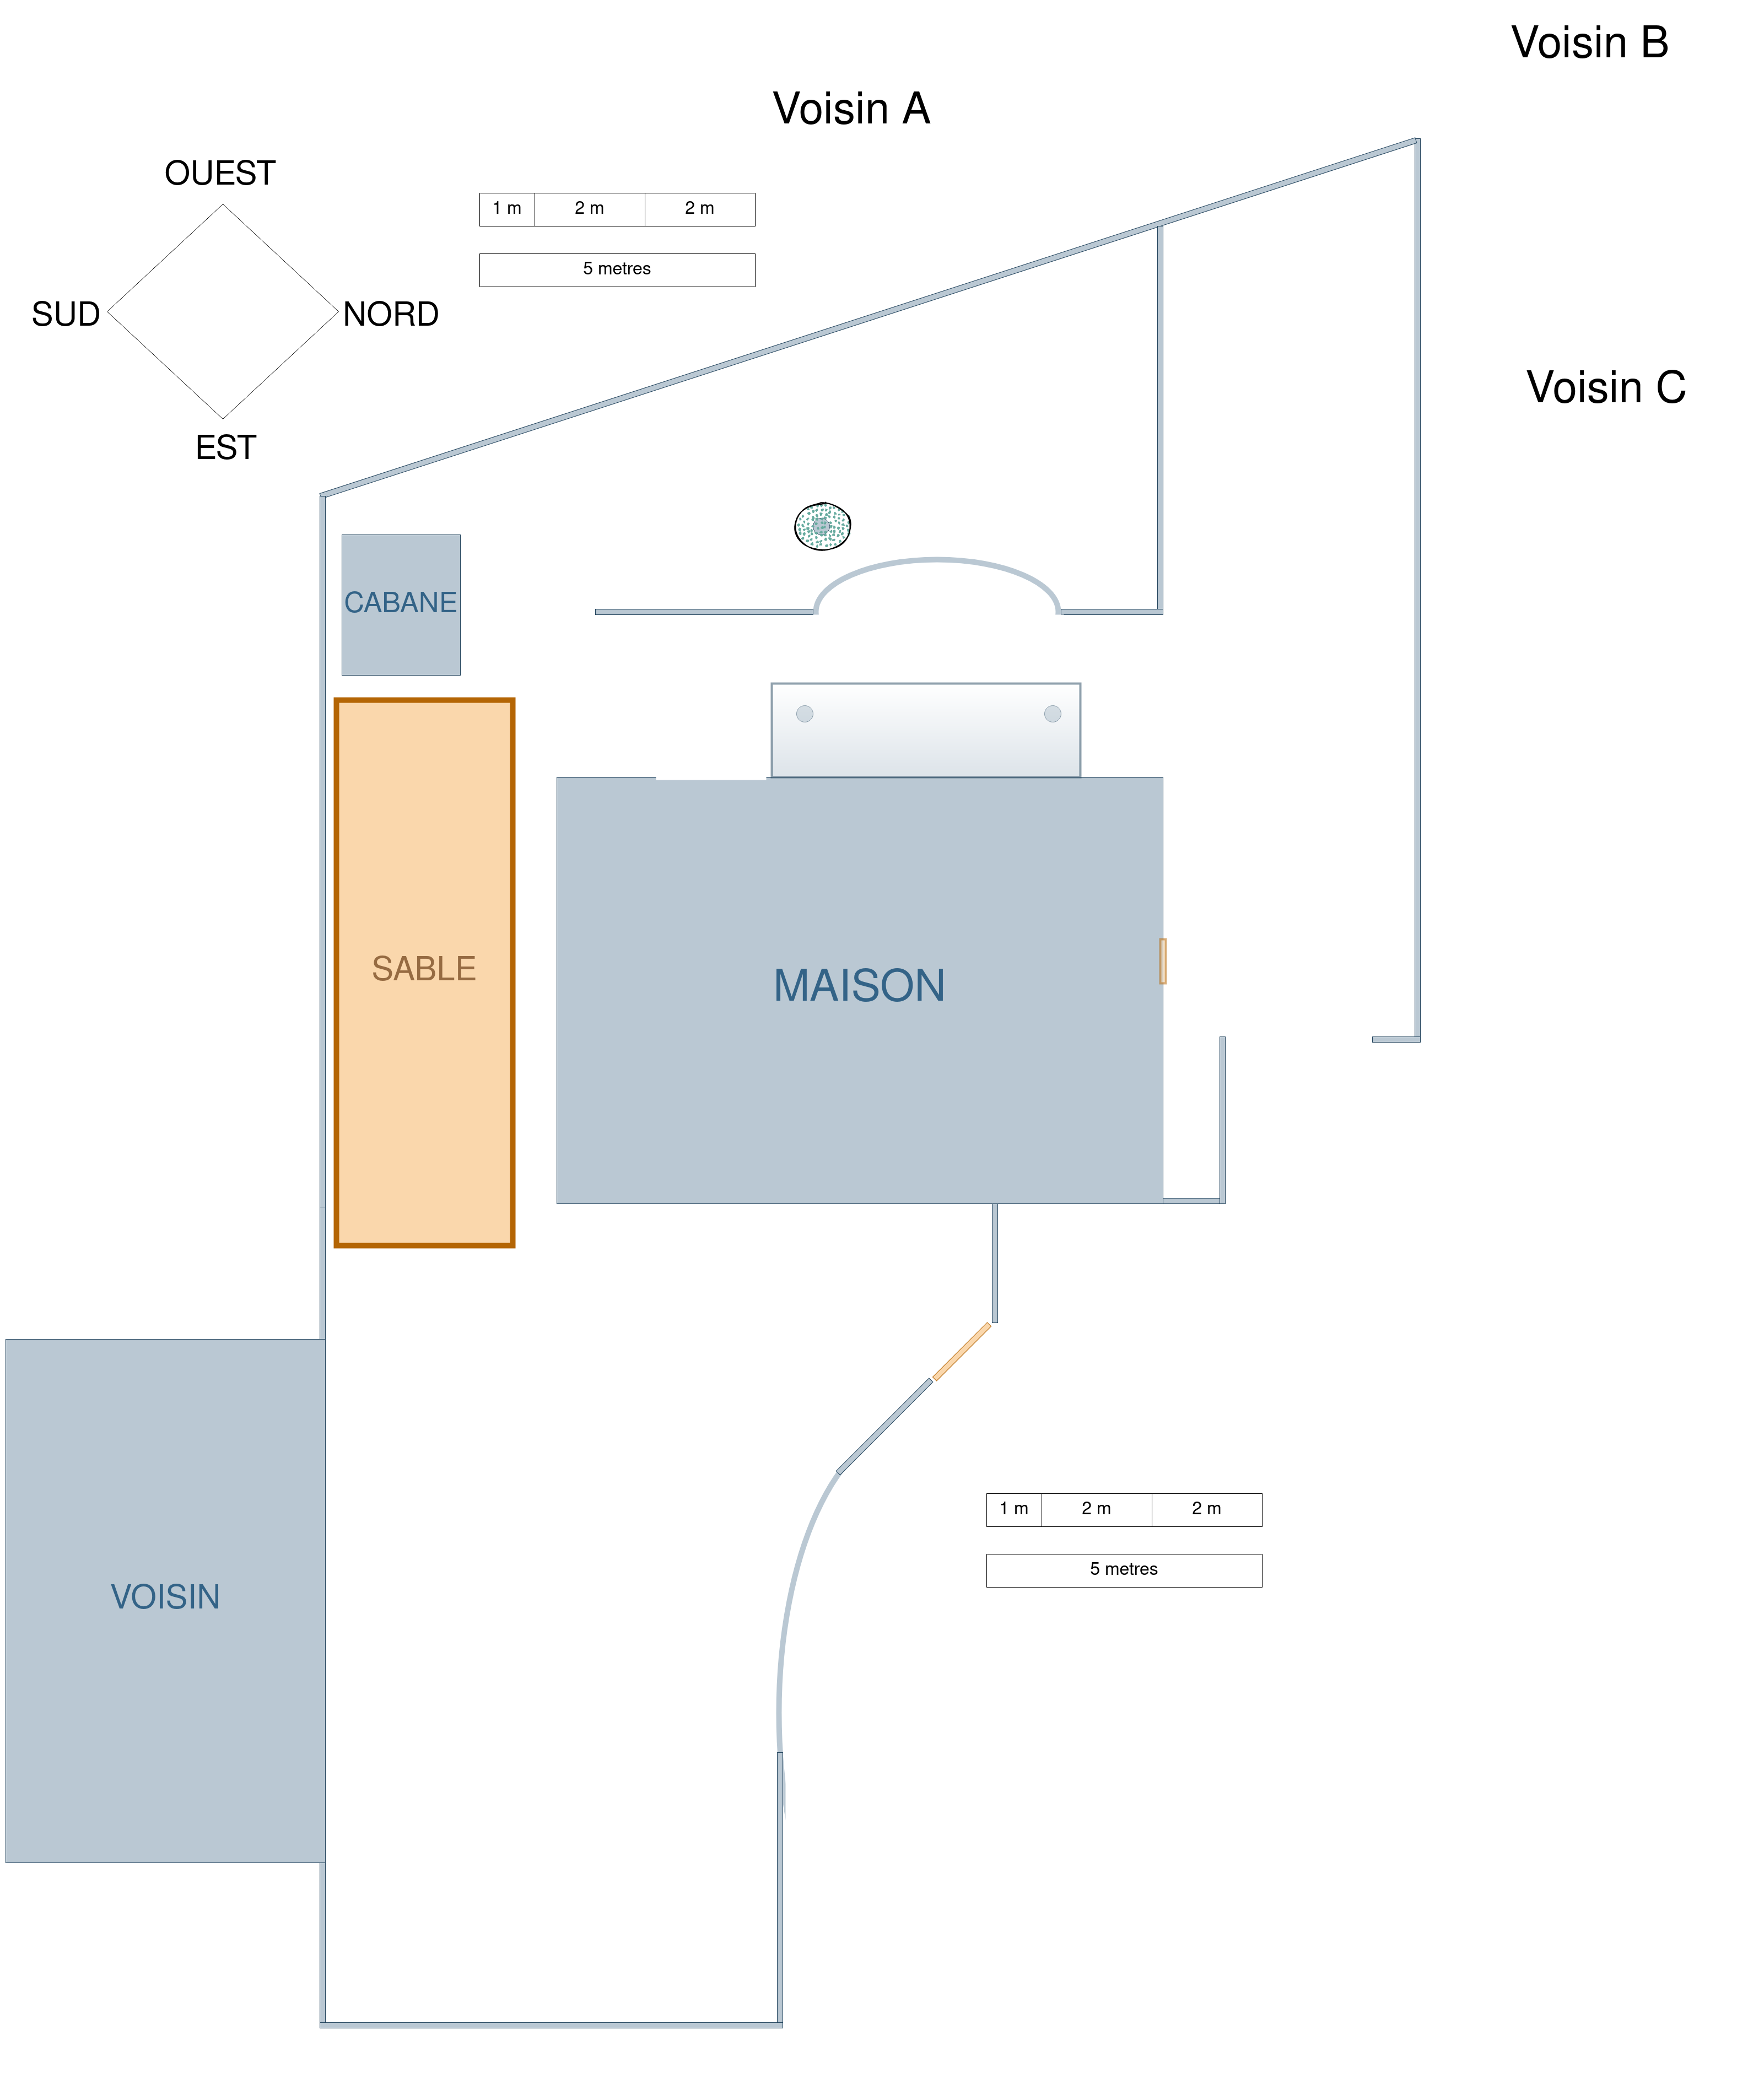 Voisin B
Voisin A
OUEST
1 m 2 m 2 m
5 metres
SUD
NORD
Voisin C
EST
CABANE
SABLE
MAISON
1 m 2 m 2 m
5 metres
VOISIN